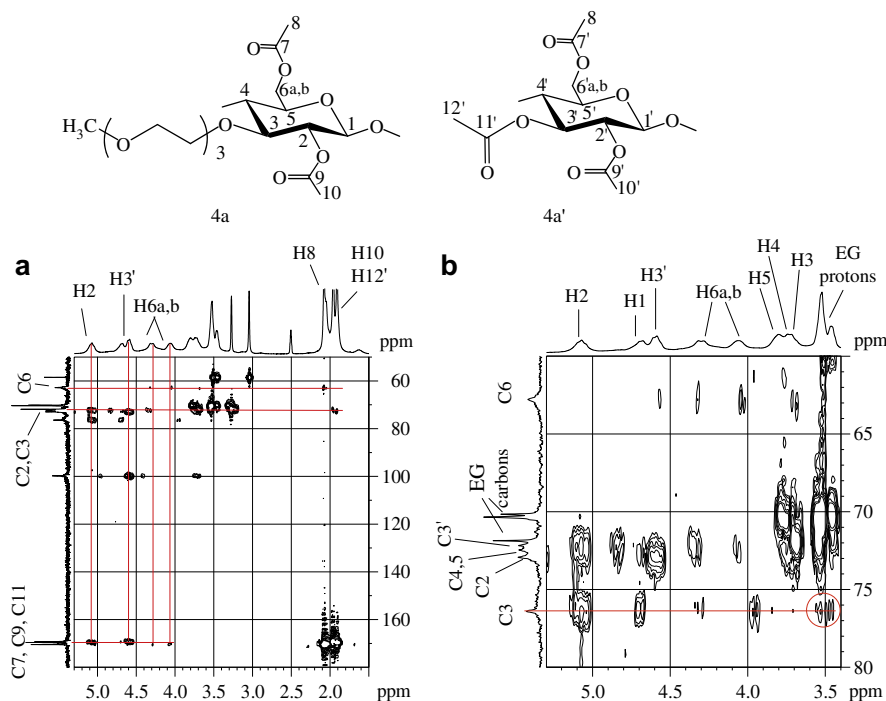 8
O
7
O
6a,b
4
O
5
H3C
O
O
3
1
O
3
2
O
O
9
10
4a
8
O
7'
O
6'a,b
4'
O
12'
11'
5'
O
3'
1'
O
2'
O
O
9'
O
10'
4a'
a
H8
H10
H12'
H3'
H2
H6a,b
ppm
C6
C2,C3
C7, C9, C11
60
80
100
120
140
160
5.0
4.5
4.0
3.5
3.0
2.5
2.0
ppm
b
H4
H5
H3
EG
protons
H3'
H2
H1
H6a,b
ppm
C6
EG
carbons
C3'
C4,5
C2
C3
65
70
75
80
5.0
4.5
4.0
3.5
ppm